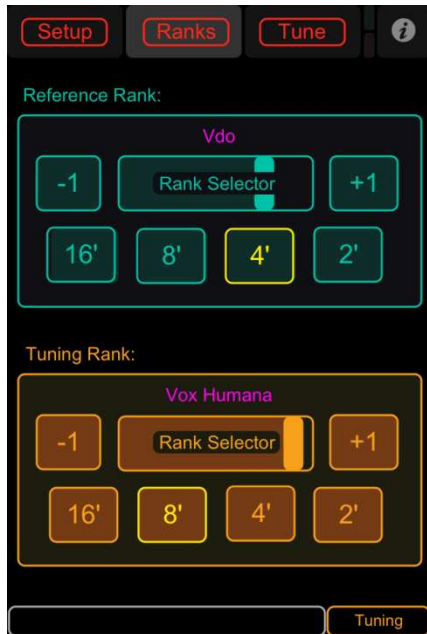 Setup Ranks Tune i
Reference Rank:
Vdo
-1 Rank Selector +1
16' 8' 4' 2'
Tuning Rank:
Vox Humana
-1 Rank Selector +1
16' 8' 4' 2'
Tuning